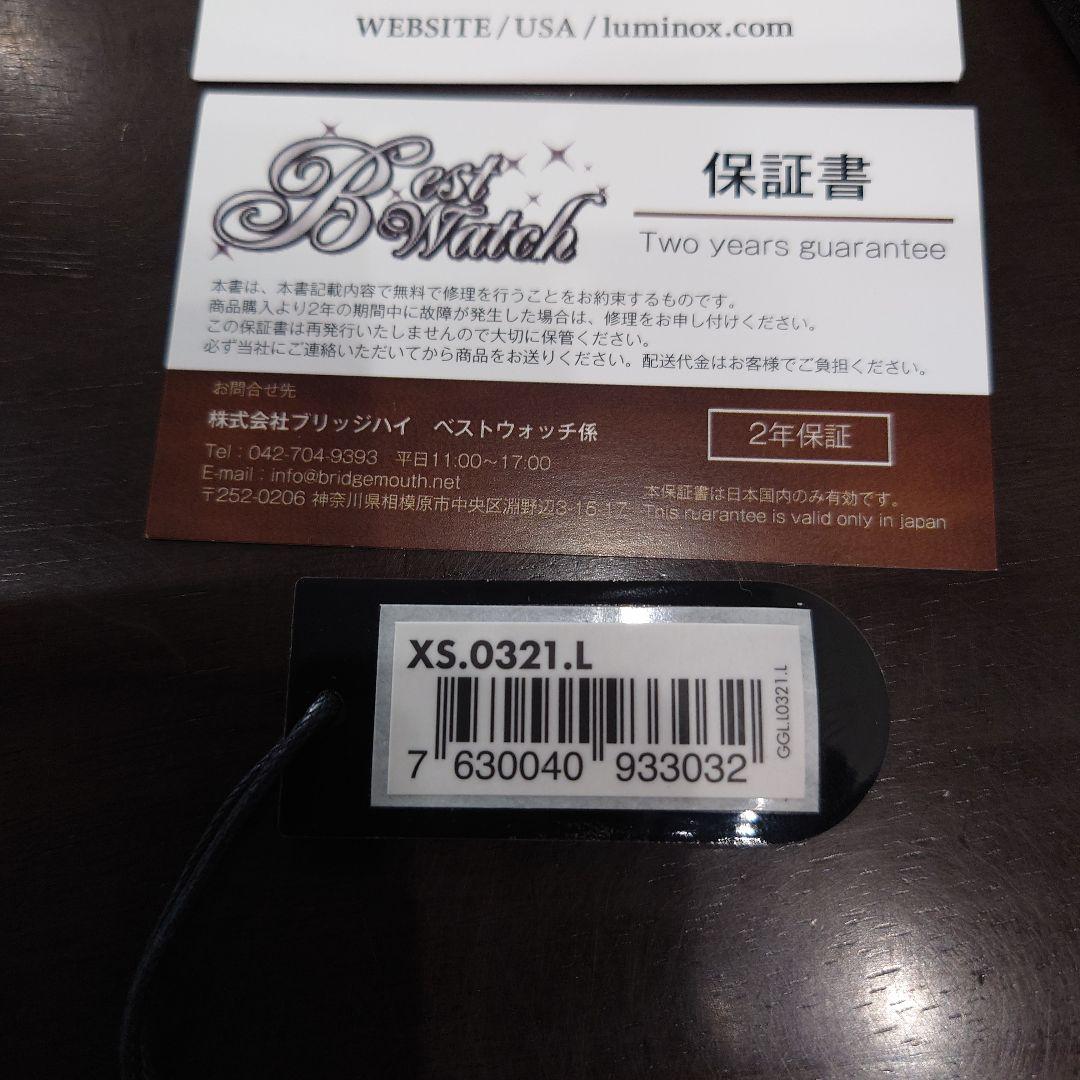 WEBSITE / USA / luminox.com
Best Watch
保証書
Two years guarantee
本書は、本書記載内容で無料で修理を行うことをお約束するものです。
商品購入より2年の期間中に故障が発生した場合は、修理をお申し付けください。
この保証書は再発行いたしませんので大切に保管ください。
必ず当社にご連絡いただいてから商品をお送りください。配送代金はお客様でご負担ください。
お問合せ先
株式会社ブリッジハイ　ベストウォッチ係
Tel : 042-704-9393　平日11:00～17:00
E-mail : info@bridgemouth.net
〒252-0206 神奈川県相模原市中央区淵野辺3-16-17
2年保証
本保証書は日本国内のみ有効です。
This ruarantee is valid only in japan
XS.0321.L
GGL.L0321.L
7 630040 933032